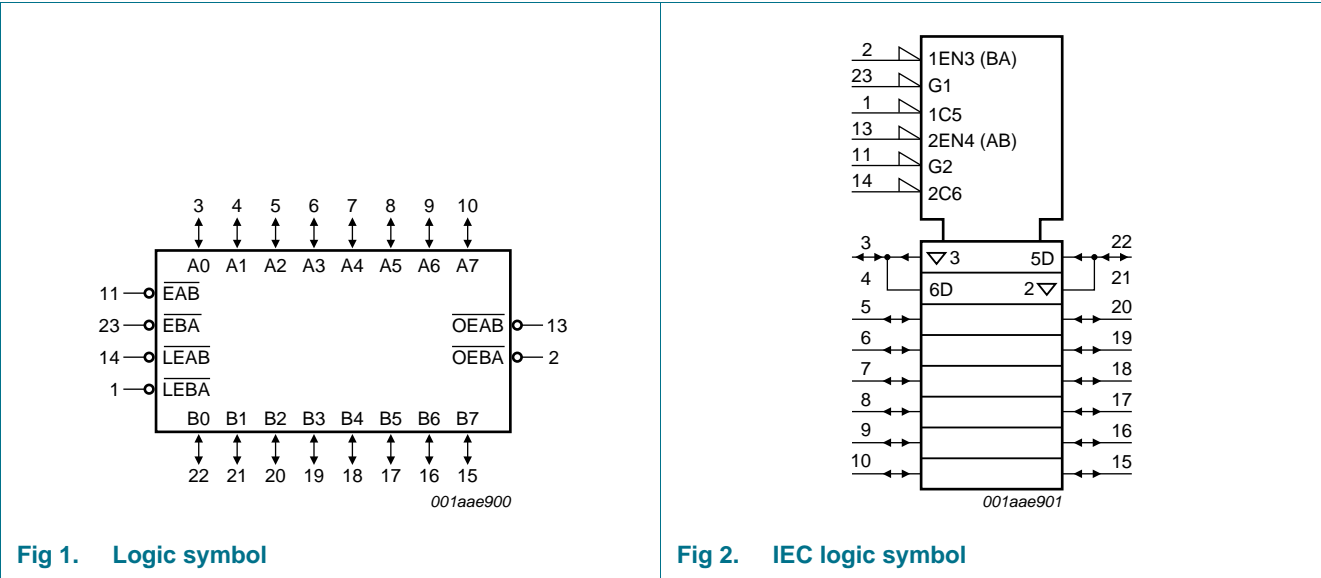 3 4 5 6 7 8 9 10
A0 A1 A2 A3 A4 A5 A6 A7
11 EAB
23 EBA OEAB 13
14 LEAB OEBA 2
1 LEBA
B0 B1 B2 B3 B4 B5 B6 B7
22 21 20 19 18 17 16 15
001aae900
Fig 1. Logic symbol
2 1EN3 (BA)
23 G1
1 1C5
13 2EN4 (AB)
11 G2
14 2C6
3 ▽3 5D 22
4 6D 2▽ 21
5 20
6 19
7 18
8 17
9 16
10 15
001aae901
Fig 2. IEC logic symbol